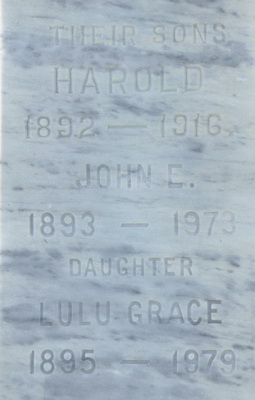 THEIR SONS
HAROLD
1892 — 1916.
JOHN E.
1893 — 1973
DAUGHTER
LULU GRACE
1895 — 1979